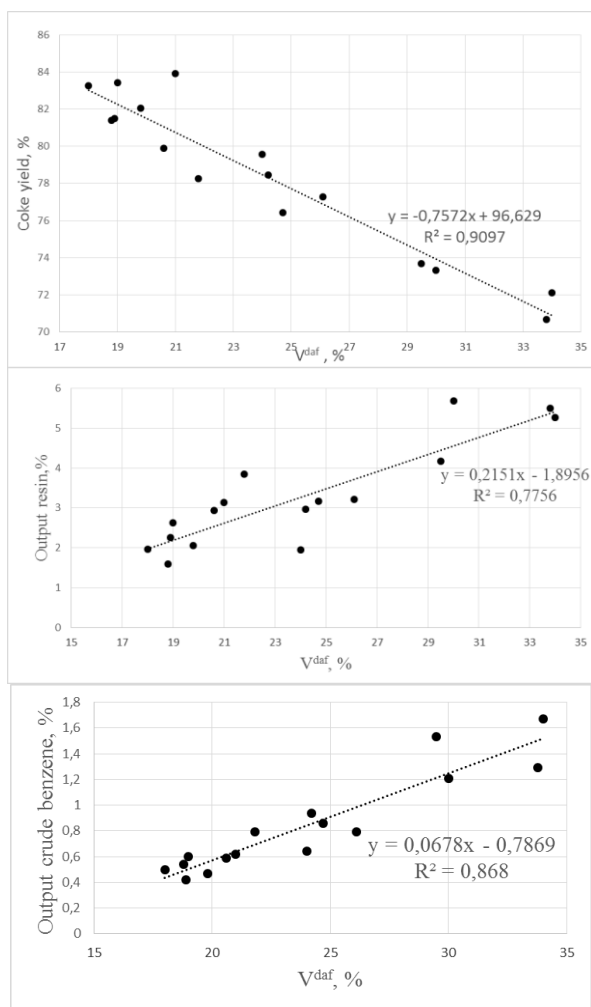 86
84
82
80
78
76
74
72
70
Coke yield, %
y = -0,7572x + 96,629
R² = 0,9097
17 19 21 23 25 27 29 31 33 35
Vdaf , %
6
5
4
3
2
1
0
Output resin,%
y = 0,2151x - 1,8956
R² = 0,7756
15 17 19 21 23 25 27 29 31 33 35
Vdaf, %
1,8
1,6
1,4
1,2
1
0,8
0,6
0,4
0,2
0
Output crude benzene, %
y = 0,0678x - 0,7869
R² = 0,868
15 20 25 30 35
Vdaf, %